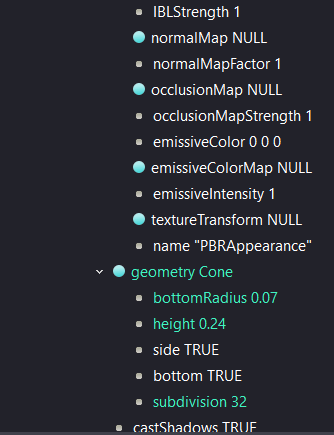 IBLStrength 1
normalMap NULL
normalMapFactor 1
occlusionMap NULL
occlusionMapStrength 1
emissiveColor 0 0 0
emissiveColorMap NULL
emissiveIntensity 1
textureTransform NULL
name "PBRAppearance"
geometry Cone
bottomRadius 0.07
height 0.24
side TRUE
bottom TRUE
subdivision 32
castShadows TRUE